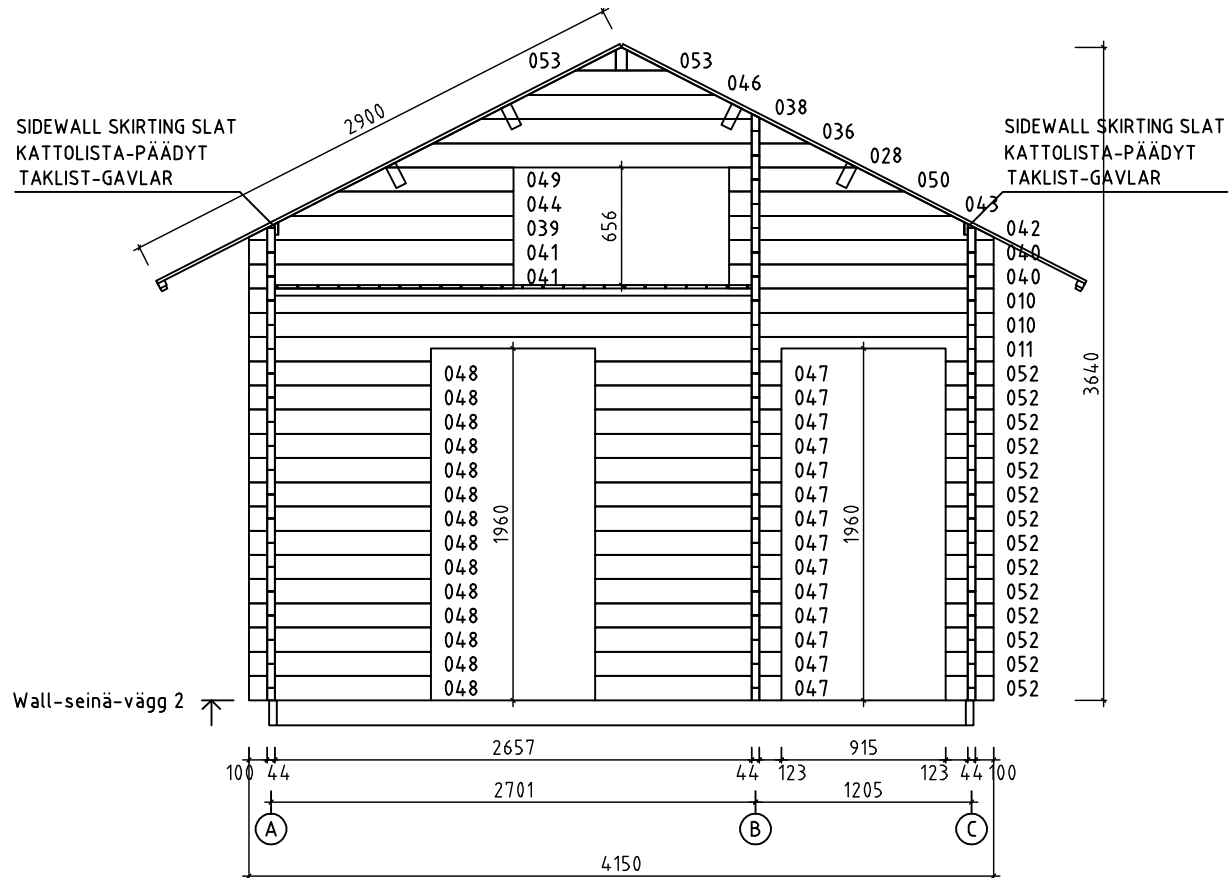 053 053
046
2900
038
SIDEWALL SKIRTING SLAT
KATTOLISTA-PÄÄDYT
TAKLIST-GAVLAR
SIDEWALL SKIRTING SLAT
KATTOLISTA-PÄÄDYT
TAKLIST-GAVLAR
036
028
049 050
044 043
039 656 042
041 040
041 040
010
010
011
3640
048 047 052
048 047 052
048 047 052
048 047 052
048 047 052
048 047 052
048 047 052
1960 1960
048 047 052
048 047 052
048 047 052
048 047 052
048 047 052
048 047 052
048 047 052
Wall-seinä-vägg 2
2657 915
100 44 44 123 123 44 100
2701 1205
A B C
4150